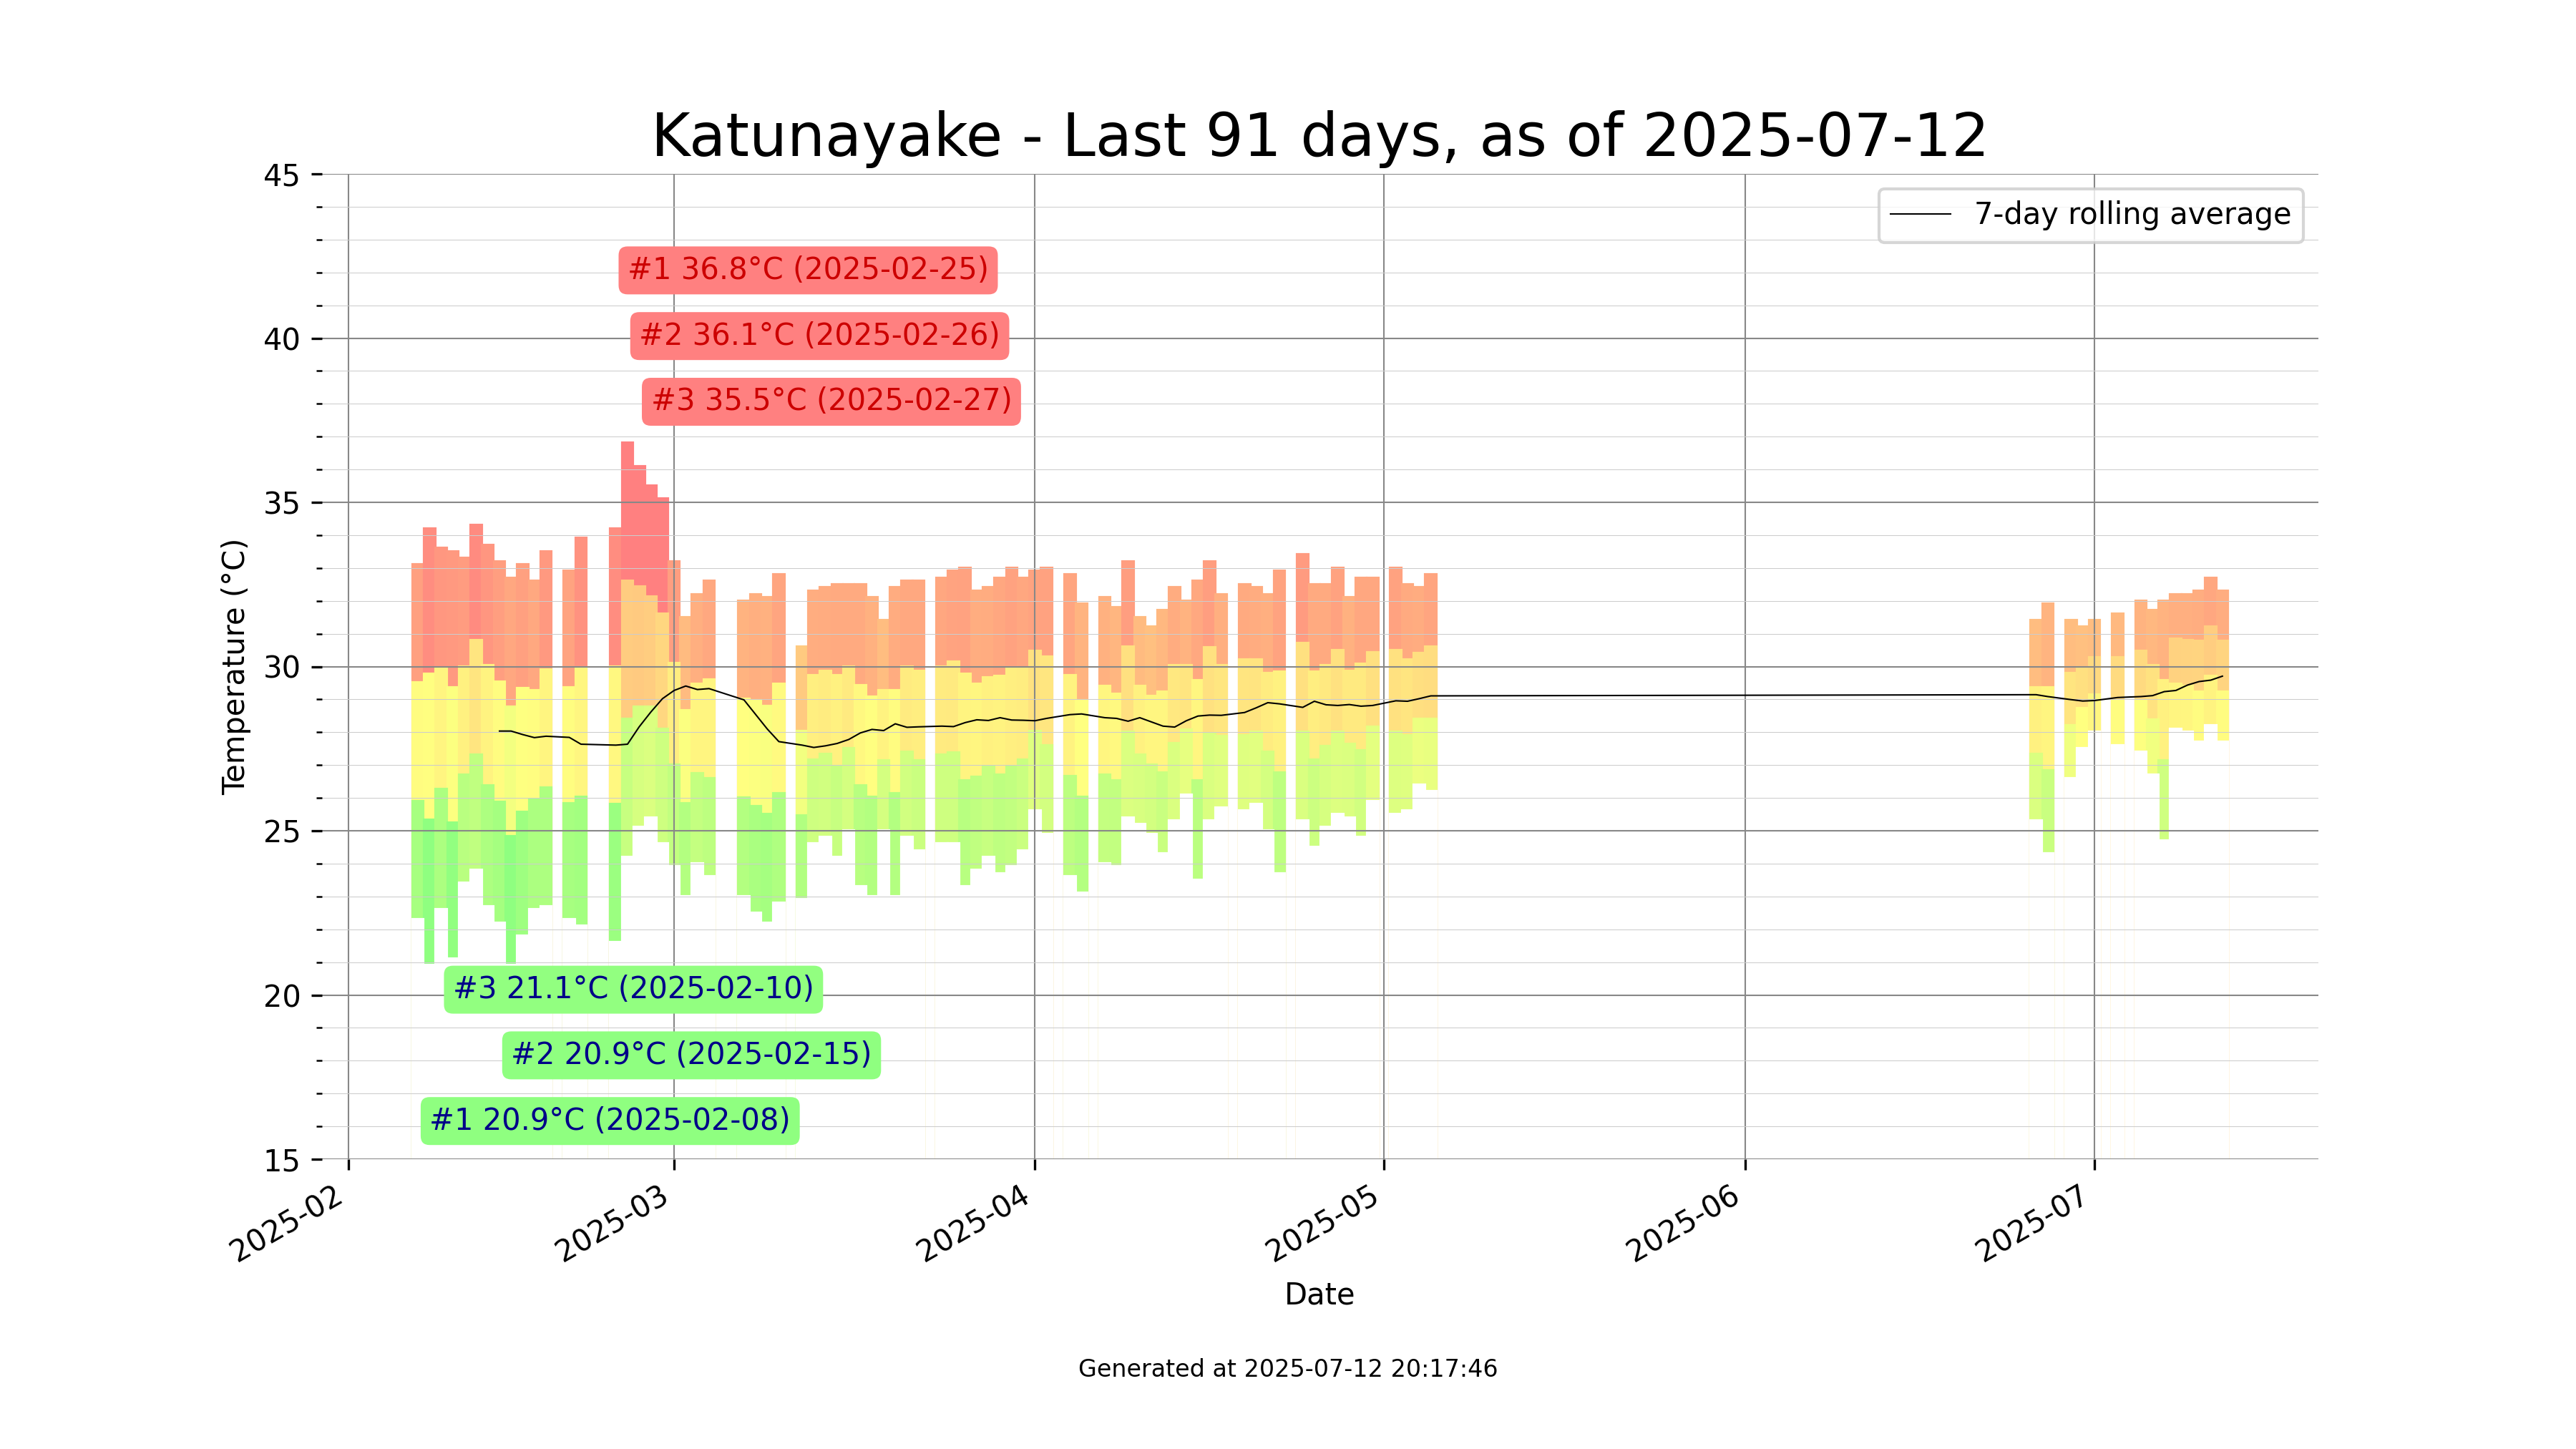 Katunayake - Last 91 days, as of 2025-07-12
45
40
35
30
25
20
15
Temperature (°C)
7-day rolling average
#1 36.8°C (2025-02-25)
#2 36.1°C (2025-02-26)
#3 35.5°C (2025-02-27)
#3 21.1°C (2025-02-10)
#2 20.9°C (2025-02-15)
#1 20.9°C (2025-02-08)
2025-02
2025-03
2025-04
2025-05
2025-06
2025-07
Date
Generated at 2025-07-12 20:17:46